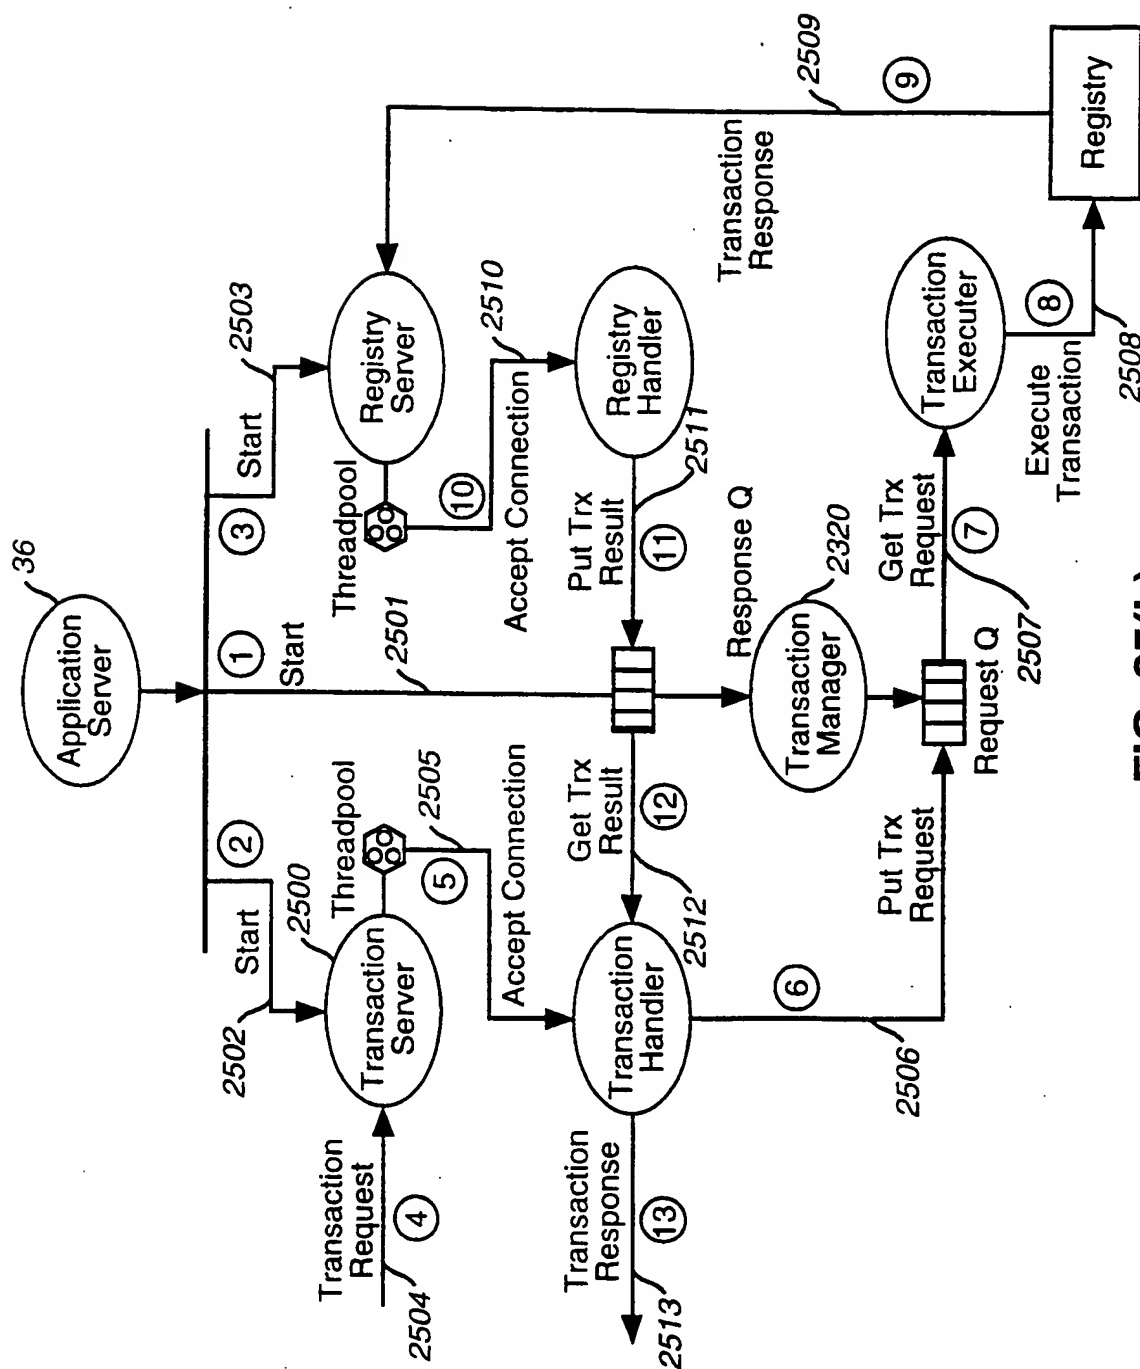 36
Application
Server
2
Start
2502
1
Start
2501
3
Start
2503
Transaction
Request
4
2504
2500
Transaction
Server
Threadpool
5
2505
Accept Connection
Threadpool
Registry
Server
10
Accept Connection
2510
Transaction
Response
2509
9
Transaction
Response
13
2513
Transaction
Handler
Get Trx
Result
12
2512
Put Trx
Result
11
2511
Registry
Handler
Response Q
Transaction
Manager
2320
6
2506
Put Trx
Request
Request Q
Get Trx
Request
7
2507
Transaction
Executer
Execute
Transaction
8
2508
Registry